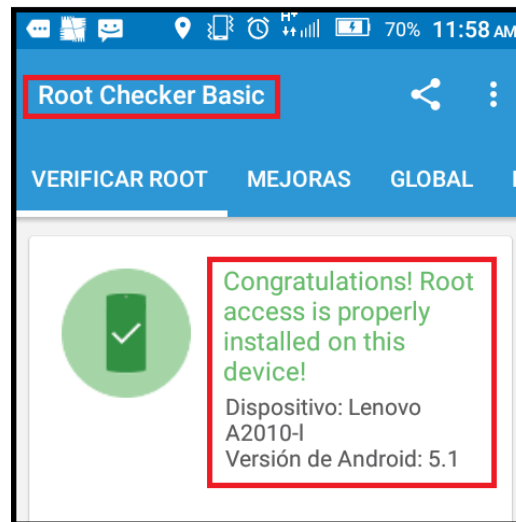 H+ 70% 11:58 AM
Root Checker Basic
VERIFICAR ROOT MEJORAS GLOBAL
Congratulations! Root
access is properly
installed on this
device!
Dispositivo: Lenovo
A2010-l
Versión de Android: 5.1